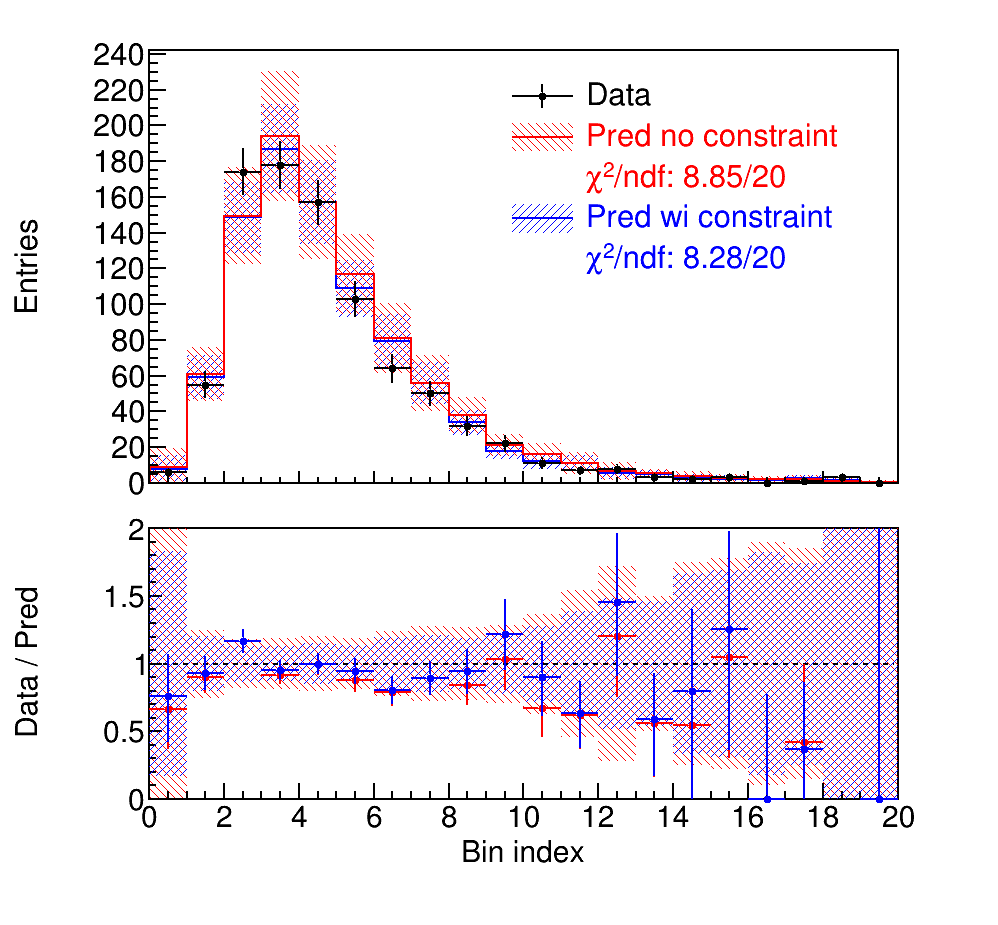 240
220
200
180
160
140
120
100
80
60
40
20
0
Entries
Data
Pred no constraint
χ²/ndf: 8.85/20
Pred wi constraint
χ²/ndf: 8.28/20
2
1.5
1
0.5
0
Data / Pred
0 2 4 6 8 10 12 14 16 18 20
Bin index